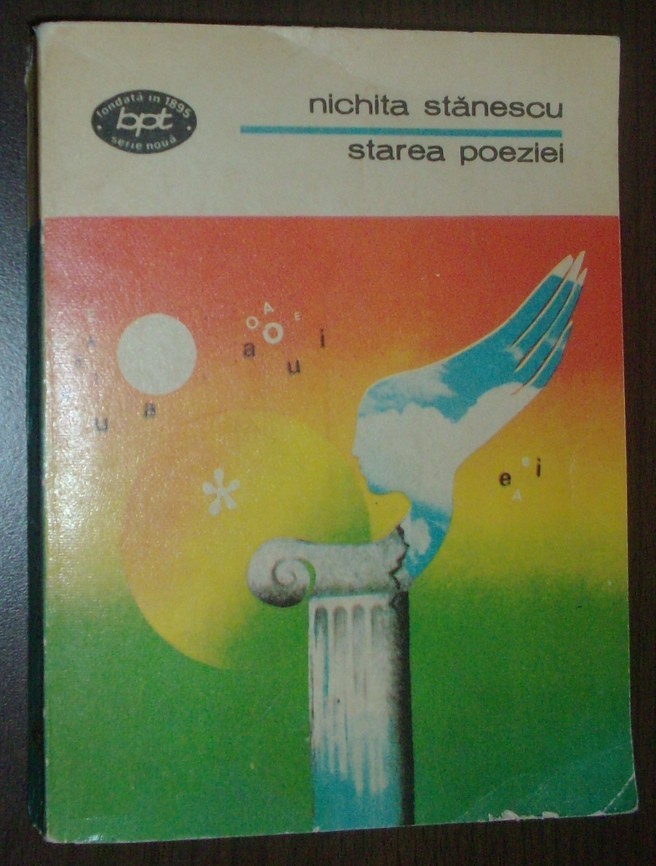 fondată în 1895
bpt
serie nouă
nichita stănescu
starea poeziei
E
O A O E
a u i
u a
e e i
A